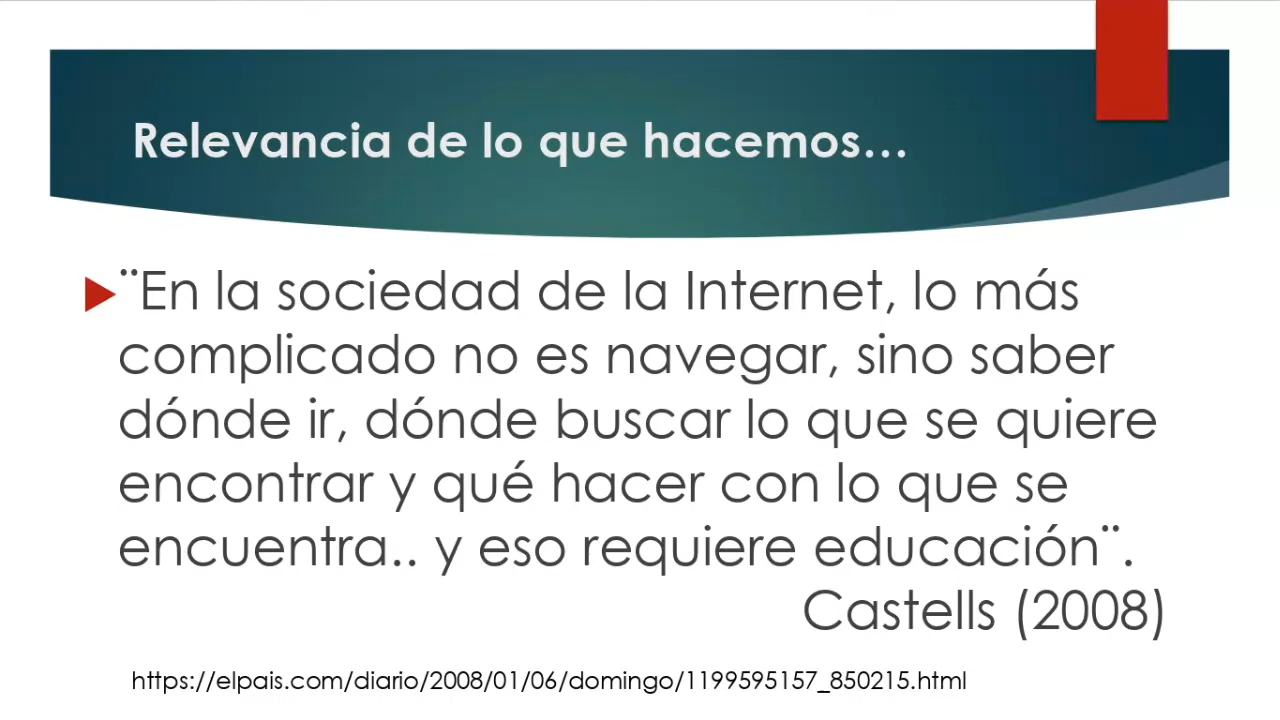 Relevancia de lo que hacemos…
¨En la sociedad de la Internet, lo más
complicado no es navegar, sino saber
dónde ir, dónde buscar lo que se quiere
encontrar y qué hacer con lo que se
encuentra.. y eso requiere educación¨.
Castells (2008)
https://elpais.com/diario/2008/01/06/domingo/1199595157_850215.html